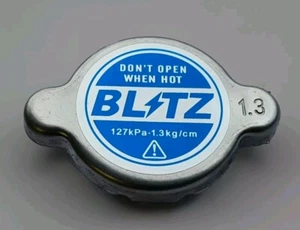 DON'T OPEN
WHEN HOT
BLITZ
127kPa·1.3kg/cm
1.3